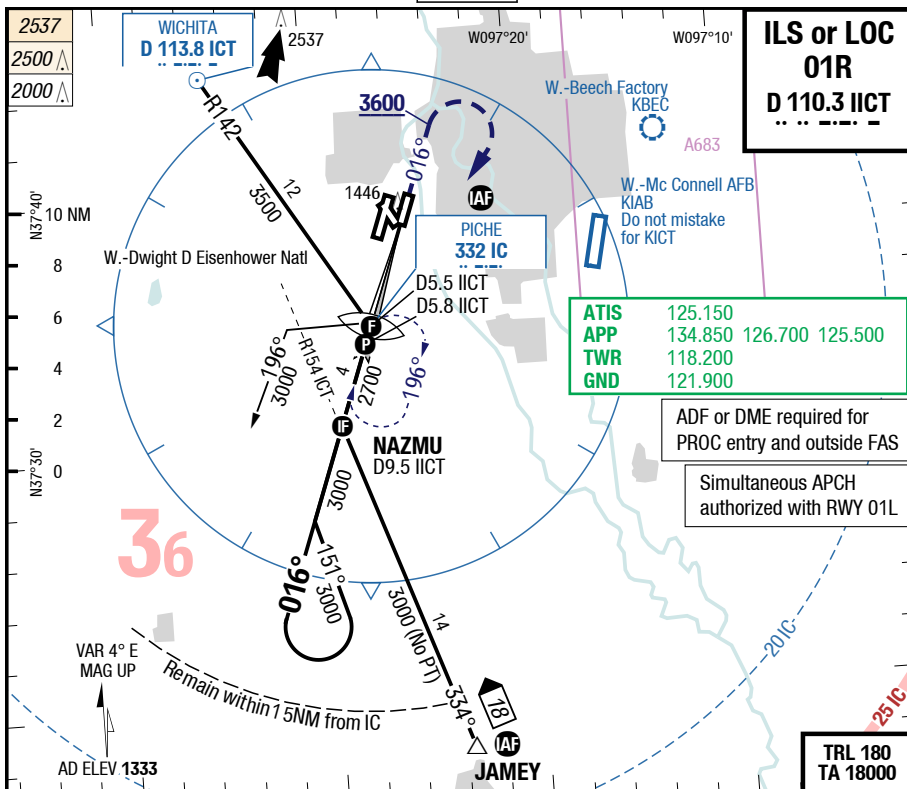 2537
2500
2000
WICHITA
D 113.8 ICT
2537
W097°20'
W097°10'
ILS or LOC
01R
D 110.3 IICT
W.-Beech Factory
KBEC
A683
3600
016°
R142
12
3500
1446
IAF
W.-Mc Connell AFB
KIAB
Do not mistake
for KICT
N37°40'
10 NM
8
6
4
2
0
N37°30'
PICHE
332 IC
W.-Dwight D Eisenhower Natl
D5.5 IICT
D5.8 IICT
F
P
196°
3000
R154 ICT
4
2700
196°
ATIS 125.150
APP 134.850 126.700 125.500
TWR 118.200
GND 121.900
ADF or DME required for
PROC entry and outside FAS
Simultaneous APCH
authorized with RWY 01L
IF
NAZMU
D9.5 IICT
3000
36
016°
151°
3000
14
3000 (No PT)
334°
VAR 4° E
MAG UP
Remain within 15NM from IC
18
IAF
JAMEY
20 IC
25 IC
AD ELEV 1333
TRL 180
TA 18000